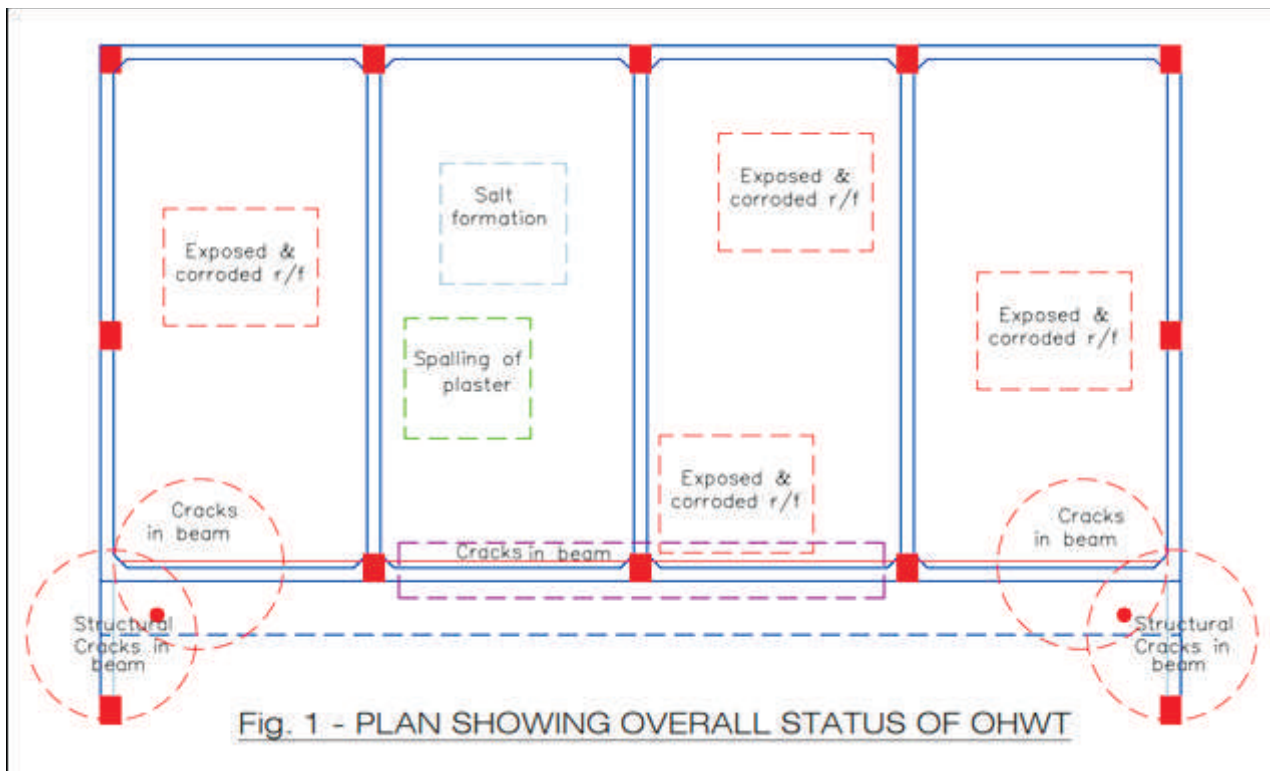 Exposed &
corroded r/f
Salt
formation
Spalling of
plaster
Exposed &
corroded r/f
Exposed &
corroded r/f
Exposed &
corroded r/f
Cracks
in beam
Cracks in beam
Cracks
in beam
Structural
Cracks in
beam
Structural
Cracks in
beam
Fig. 1 - PLAN SHOWING OVERALL STATUS OF OHWT